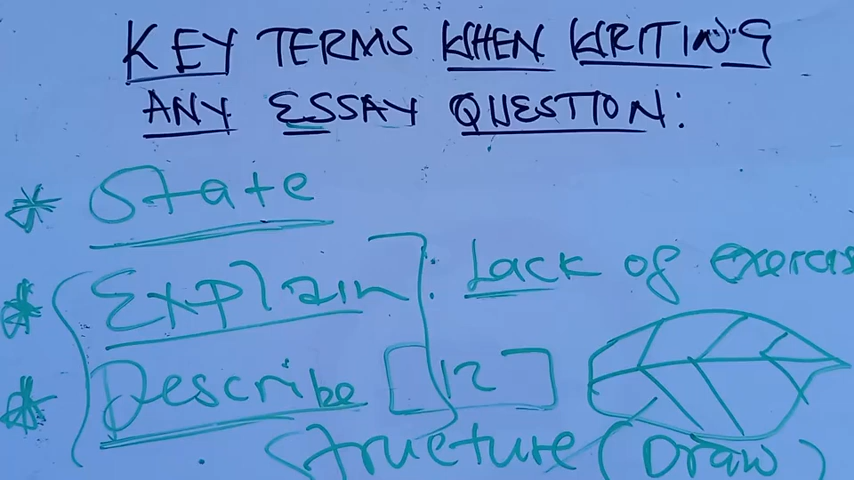 KEY TERMS WHEN WRITING
ANY ESSAY QUESTION:
* State
* Explain : Lack of exercis
* Describe [12]
Structure (Draw)